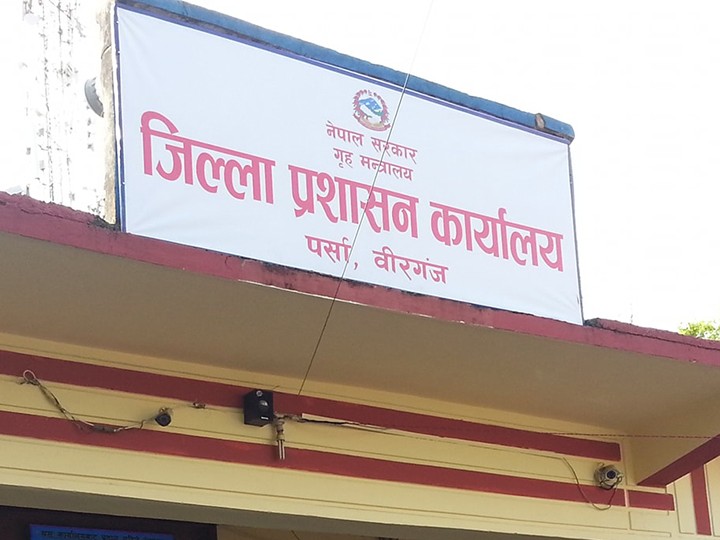 नेपाल सरकार
गृह मन्त्रालय
जिल्ला प्रशासन कार्यालय
पर्सा, वीरगंज